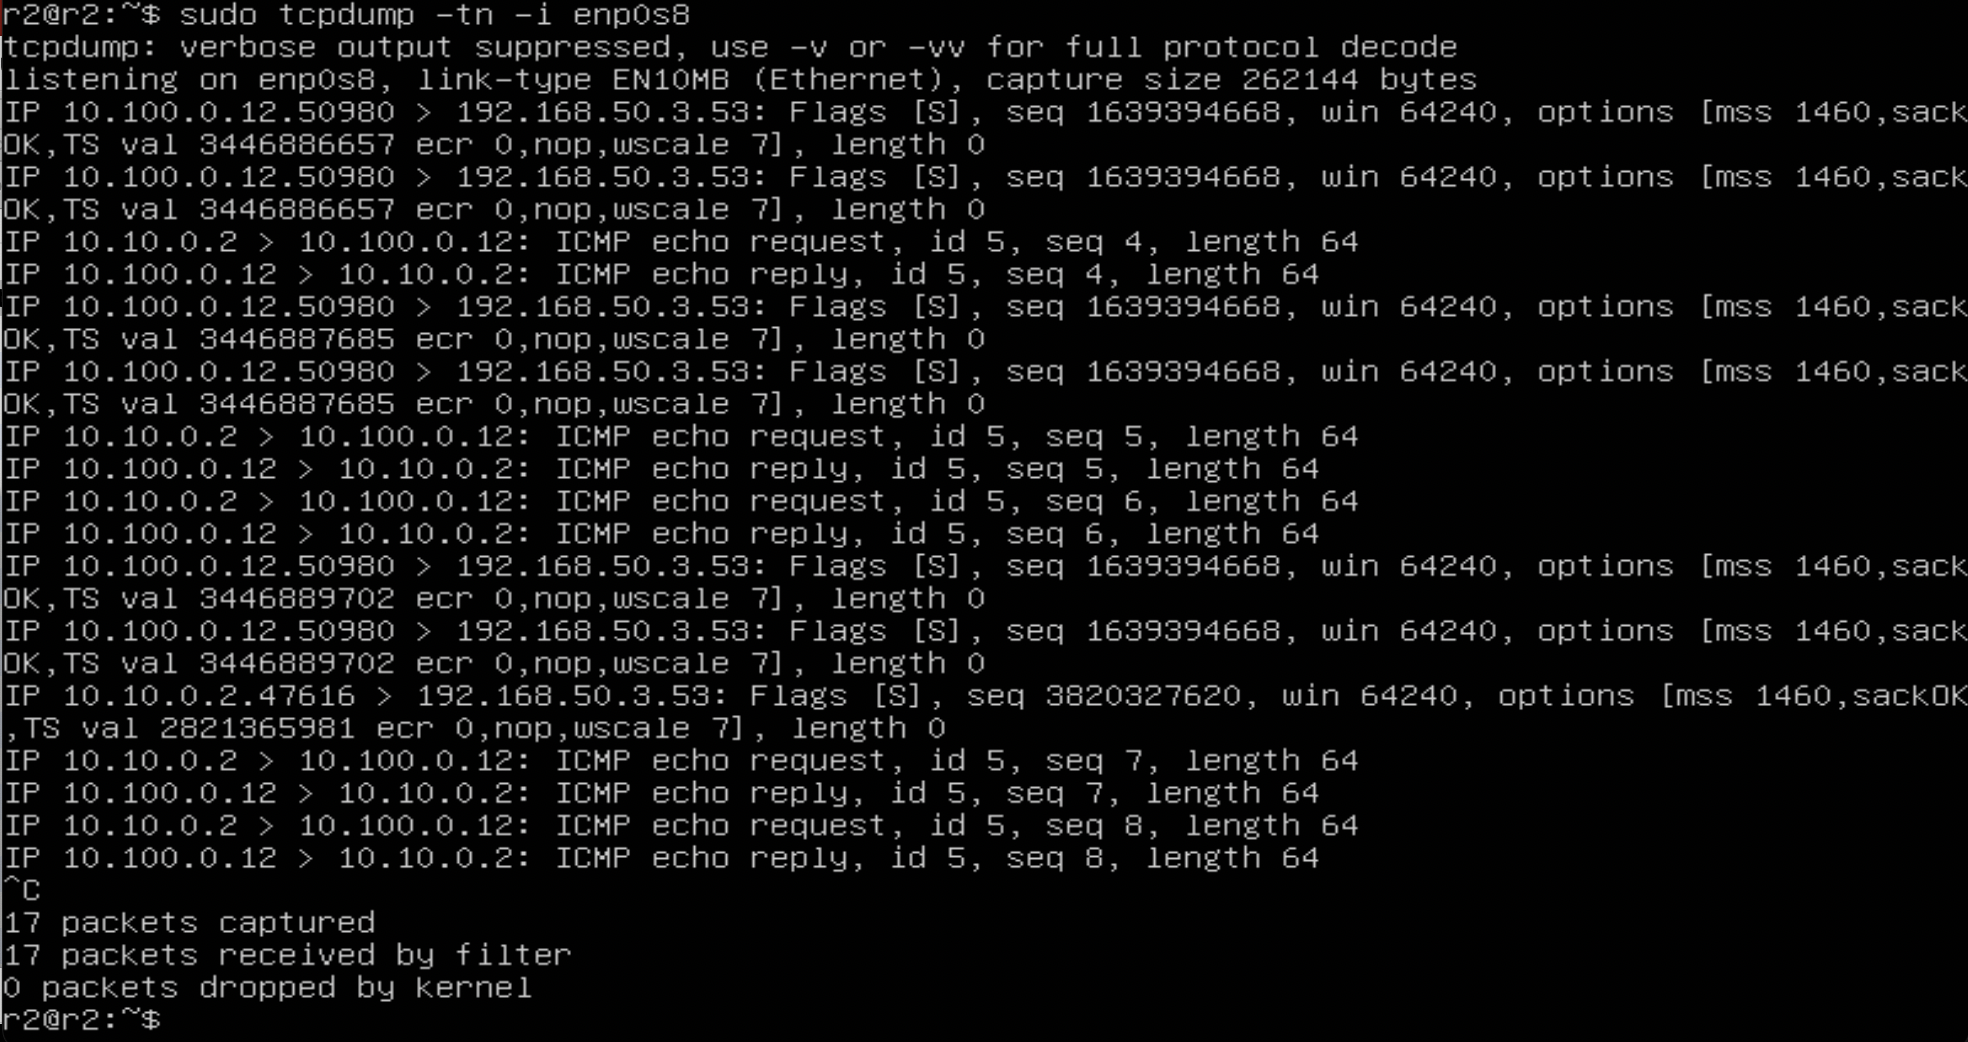 r2@r2:~$ sudo tcpdump -tn -i enp0s8
tcpdump: verbose output suppressed, use -v or -vv for full protocol decode
listening on enp0s8, link-type EN10MB (Ethernet), capture size 262144 bytes
IP 10.100.0.12.50980 > 192.168.50.3.53: Flags [S], seq 1639394668, win 64240, options [mss 1460,sack
OK,TS val 3446886657 ecr 0,nop,wscale 7], length 0
IP 10.100.0.12.50980 > 192.168.50.3.53: Flags [S], seq 1639394668, win 64240, options [mss 1460,sack
OK,TS val 3446886657 ecr 0,nop,wscale 7], length 0
IP 10.10.0.2 > 10.100.0.12: ICMP echo request, id 5, seq 4, length 64
IP 10.100.0.12 > 10.10.0.2: ICMP echo reply, id 5, seq 4, length 64
IP 10.100.0.12.50980 > 192.168.50.3.53: Flags [S], seq 1639394668, win 64240, options [mss 1460,sack
OK,TS val 3446887685 ecr 0,nop,wscale 7], length 0
IP 10.100.0.12.50980 > 192.168.50.3.53: Flags [S], seq 1639394668, win 64240, options [mss 1460,sack
OK,TS val 3446887685 ecr 0,nop,wscale 7], length 0
IP 10.10.0.2 > 10.100.0.12: ICMP echo request, id 5, seq 5, length 64
IP 10.100.0.12 > 10.10.0.2: ICMP echo reply, id 5, seq 5, length 64
IP 10.10.0.2 > 10.100.0.12: ICMP echo request, id 5, seq 6, length 64
IP 10.100.0.12 > 10.10.0.2: ICMP echo reply, id 5, seq 6, length 64
IP 10.100.0.12.50980 > 192.168.50.3.53: Flags [S], seq 1639394668, win 64240, options [mss 1460,sack
OK,TS val 3446889702 ecr 0,nop,wscale 7], length 0
IP 10.100.0.12.50980 > 192.168.50.3.53: Flags [S], seq 1639394668, win 64240, options [mss 1460,sack
OK,TS val 3446889702 ecr 0,nop,wscale 7], length 0
IP 10.10.0.2.47616 > 192.168.50.3.53: Flags [S], seq 3820327620, win 64240, options [mss 1460,sackOK
,TS val 2821365981 ecr 0,nop,wscale 7], length 0
IP 10.10.0.2 > 10.100.0.12: ICMP echo request, id 5, seq 7, length 64
IP 10.100.0.12 > 10.10.0.2: ICMP echo reply, id 5, seq 7, length 64
IP 10.10.0.2 > 10.100.0.12: ICMP echo request, id 5, seq 8, length 64
IP 10.100.0.12 > 10.10.0.2: ICMP echo reply, id 5, seq 8, length 64
^C
17 packets captured
17 packets received by filter
0 packets dropped by kernel
r2@r2:~$